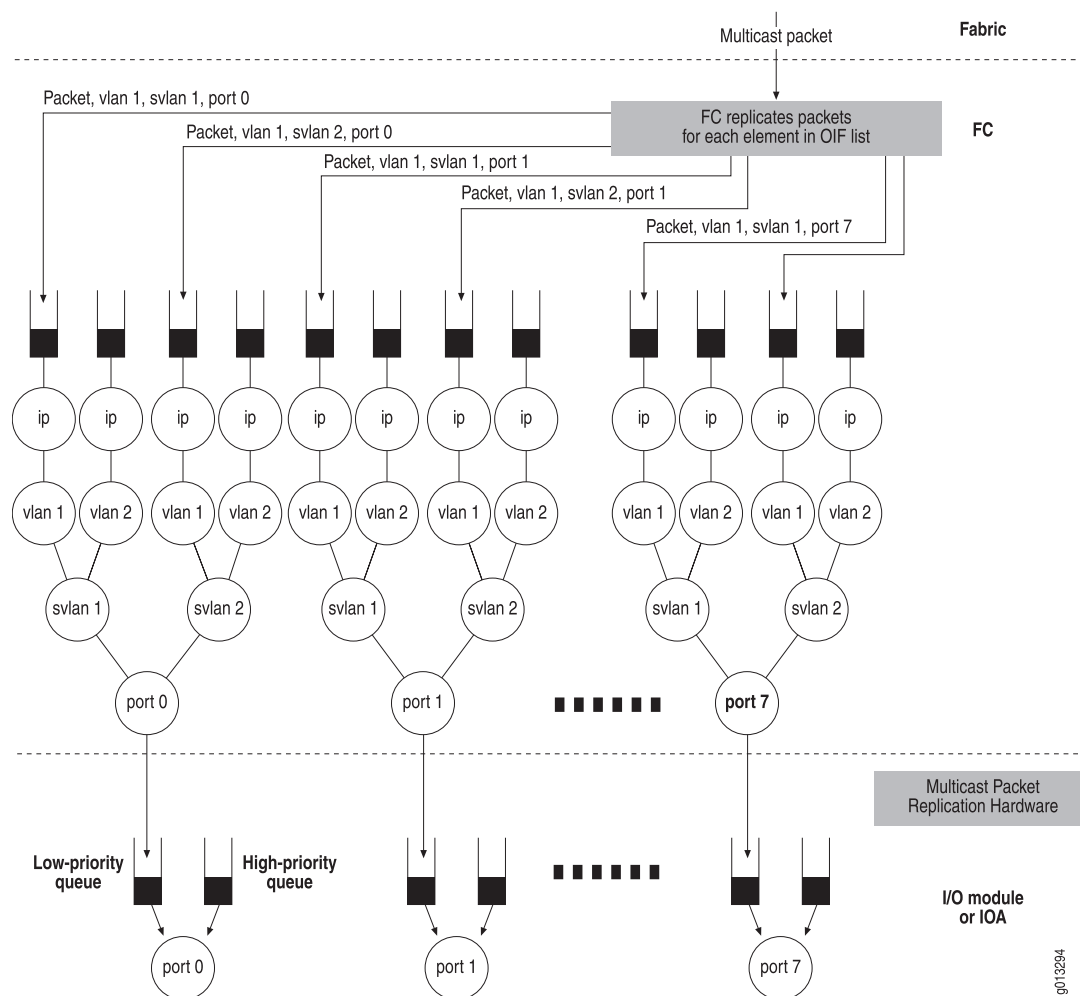 Multicast packet
Fabric
Packet, vlan 1, svlan 1, port 0
FC replicates packets
for each element in OIF list
FC
Packet, vlan 1, svlan 2, port 0
Packet, vlan 1, svlan 1, port 1
Packet, vlan 1, svlan 2, port 1
Packet, vlan 1, svlan 1, port 7
ip ip ip ip ip ip ip ip ip ip ip ip
vlan 1 vlan 2 vlan 1 vlan 2 vlan 1 vlan 2 vlan 1 vlan 2 vlan 1 vlan 2 vlan 1 vlan 2
svlan 1 svlan 2 svlan 1 svlan 2 svlan 1 svlan 2
port 0 port 1 port 7
Multicast Packet
Replication Hardware
Low-priority
queue
High-priority
queue
I/O module
or IOA
port 0 port 1 port 7
g013294